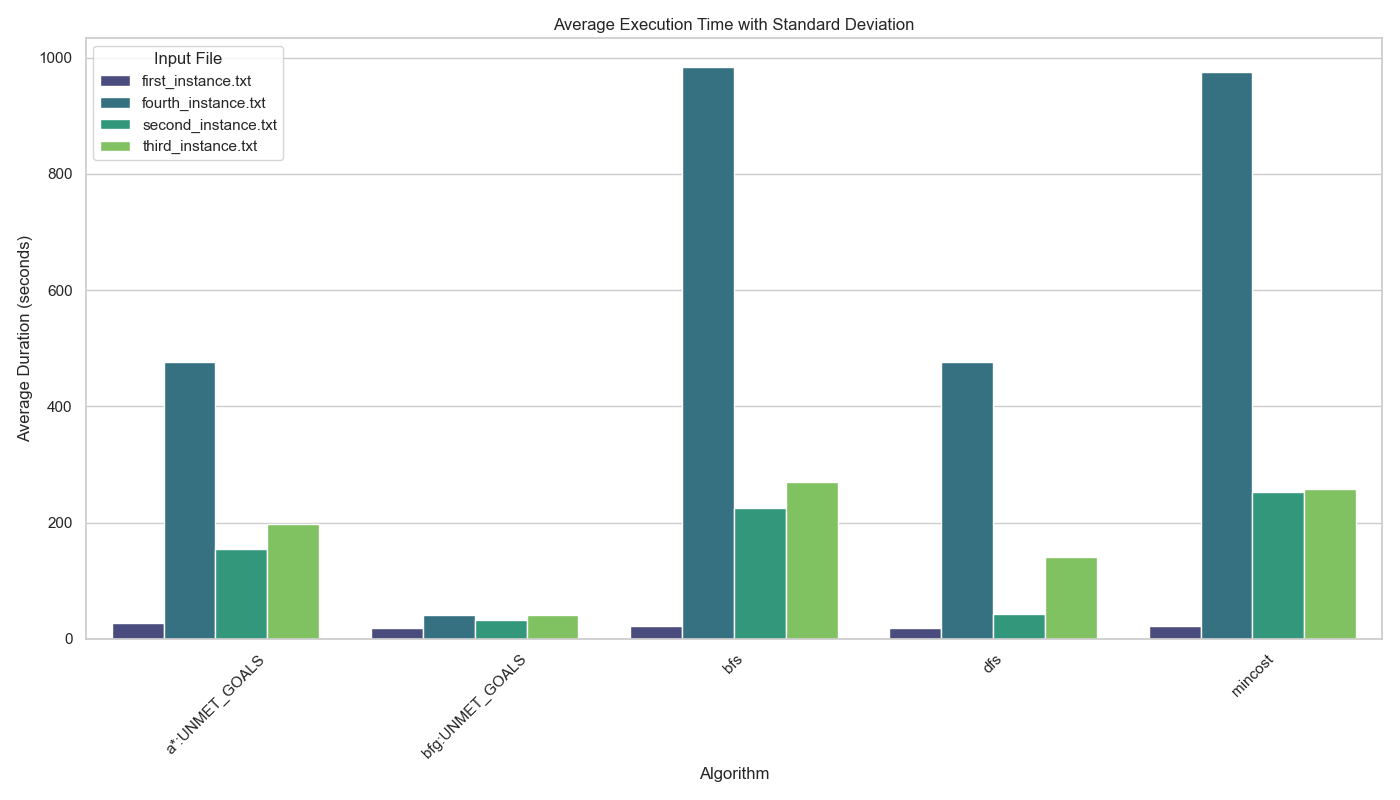 Average Execution Time with Standard Deviation
Input File
first_instance.txt
fourth_instance.txt
second_instance.txt
third_instance.txt
Average Duration (seconds)
1000
800
600
400
200
0
a*:UNMET_GOALS
bfg:UNMET_GOALS
bfs
dfs
mincost
Algorithm